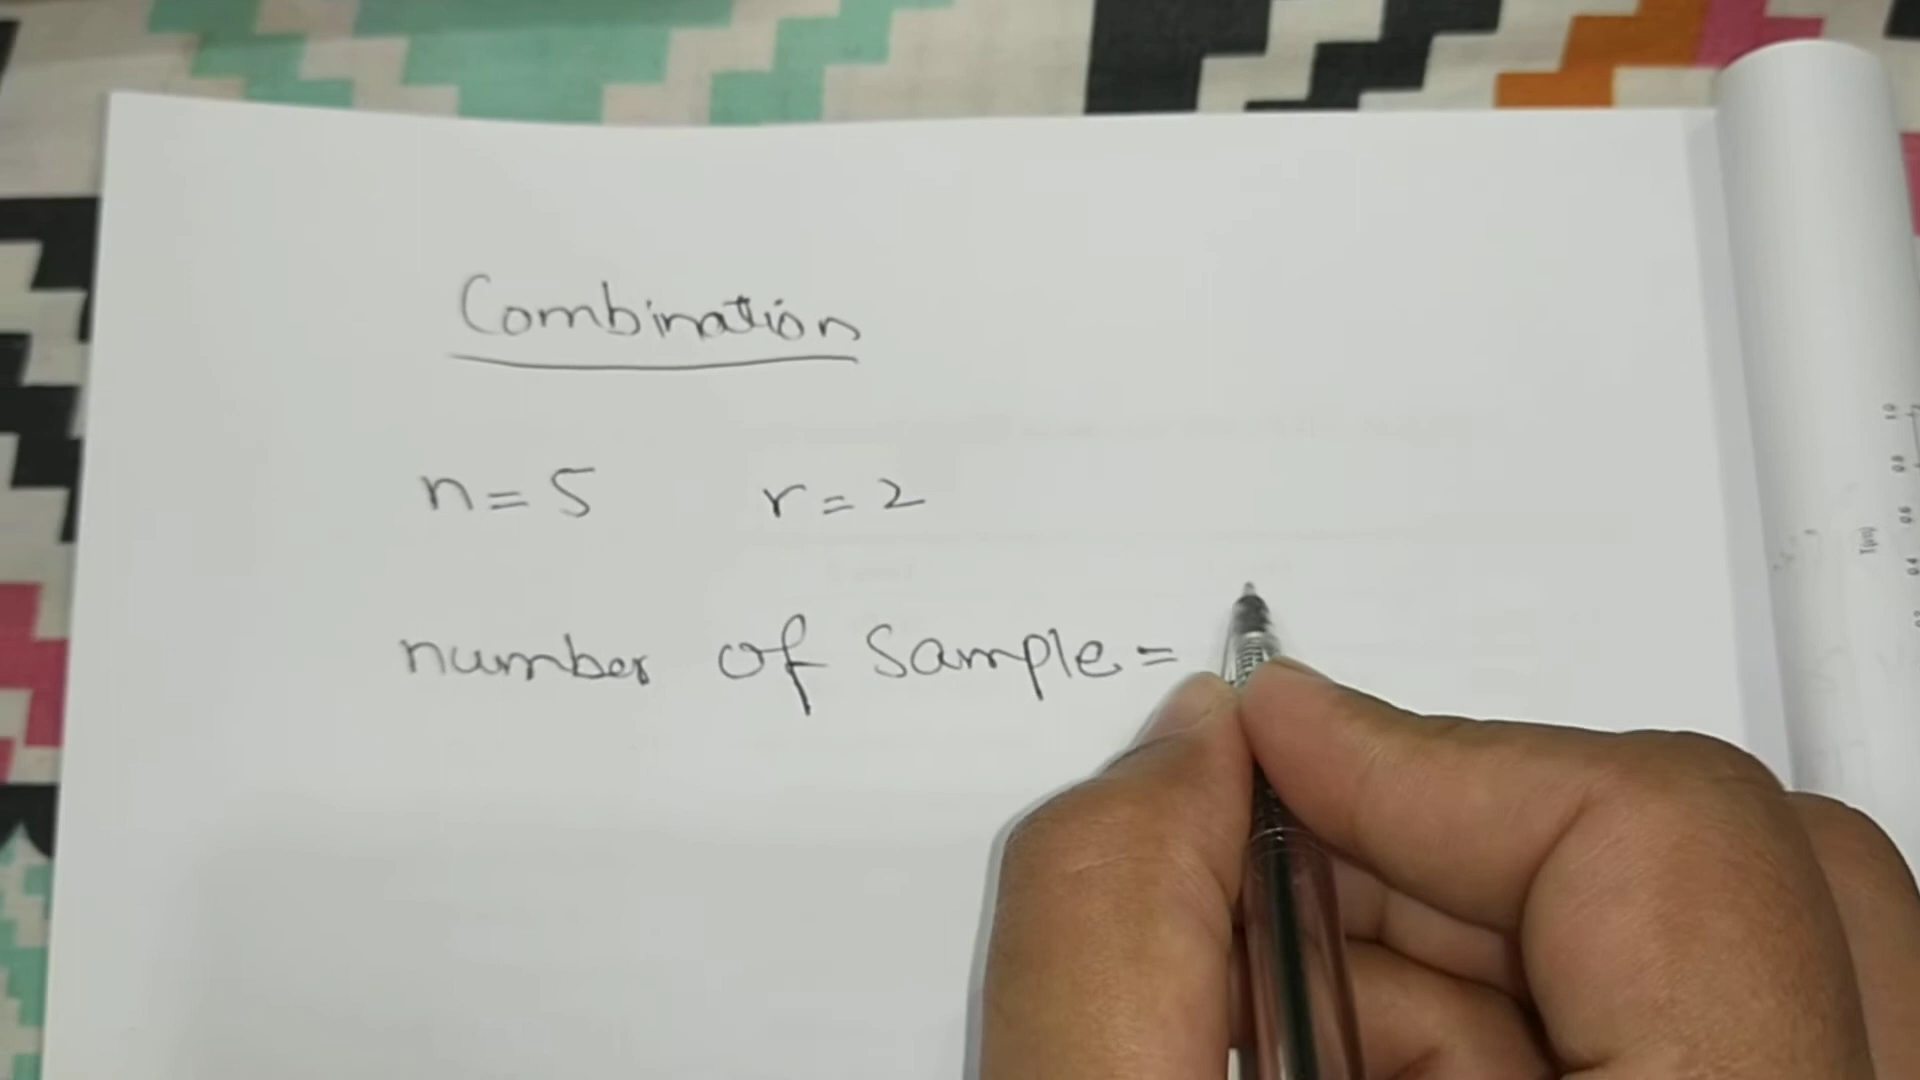 Combination
n = 5 r = 2
number of Sample =